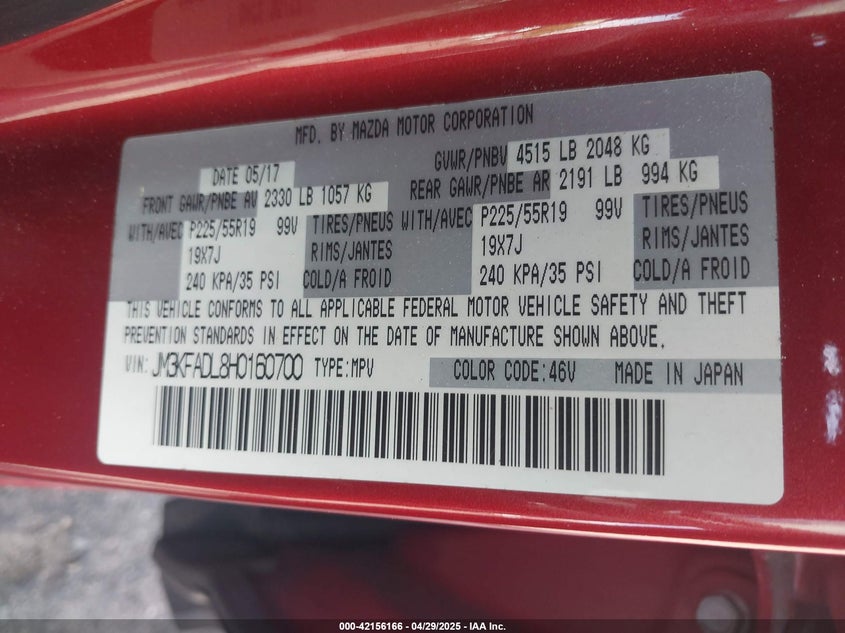 MFD. BY MAZDA MOTOR CORPORATION
DATE 05/17 GVWR/PNBV 4515 LB 2048 KG
FRONT GAWR/PNBE AV 2330 LB 1057 KG REAR GAWR/PNBE AR 2191 LB 994 KG
WITH/AVEC P225/55R19 99V TIRES/PNEUS WITH/AVEC P225/55R19 99V TIRES/PNEUS
19X7J RIMS/JANTES 19X7J RIMS/JANTES
240 KPA/35 PSI COLD/A FROID 240 KPA/35 PSI COLD/A FROID
THIS VEHICLE CONFORMS TO ALL APPLICABLE FEDERAL MOTOR VEHICLE SAFETY AND THEFT
PREVENTION STANDARDS IN EFFECT ON THE DATE OF MANUFACTURE SHOWN ABOVE.
VIN: JM3KFADL8H0160700 TYPE:MPV COLOR CODE:46V MADE IN JAPAN
000-42156166 - 04/29/2025 - IAA Inc.